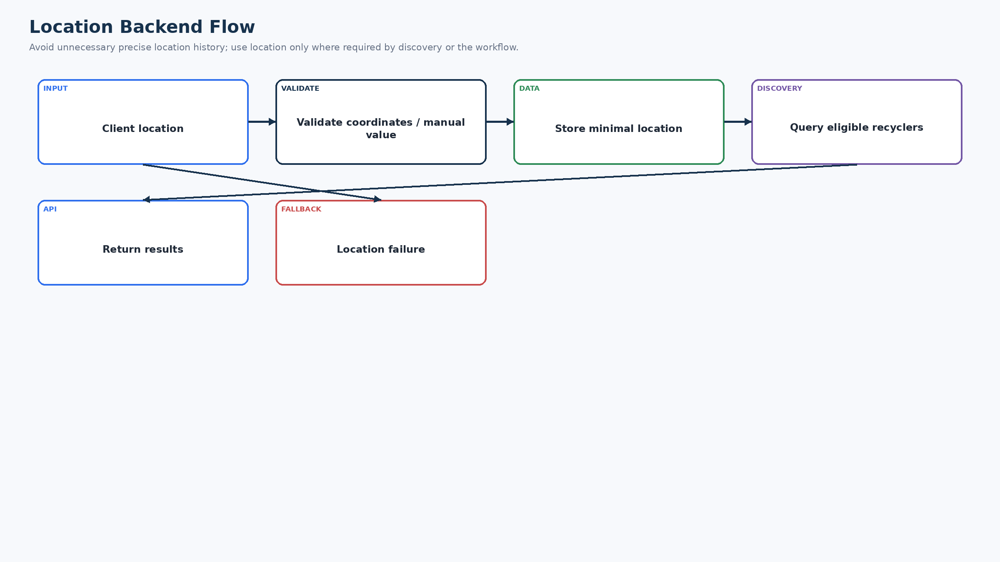 Location Backend Flow
Avoid unnecessary precise location history; use location only where required by discovery or the workflow.
INPUT
Client location
VALIDATE
Validate coordinates / manual
value
DATA
Store minimal location
DISCOVERY
Query eligible recyclers
API
Return results
FALLBACK
Location failure